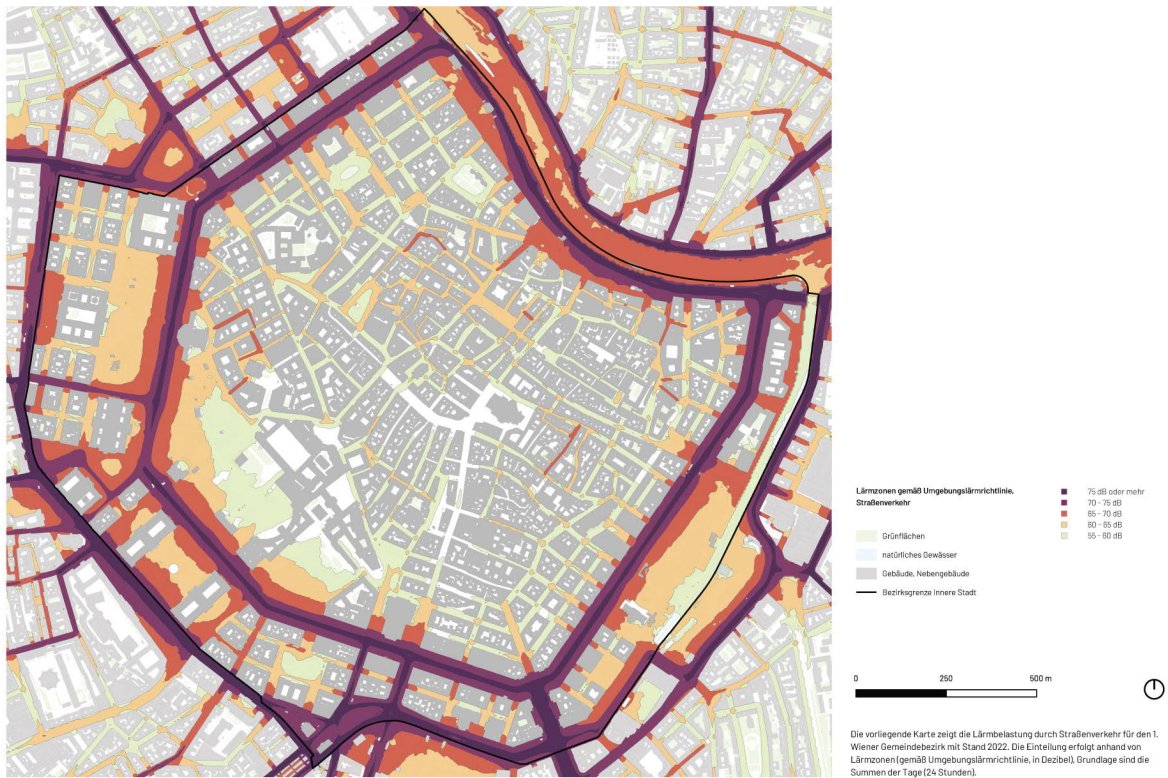 Lärmzonen gemäß Umgebungslärmrichtlinie,
Straßenverkehr
75 dB oder mehr
70 - 75 dB
65 - 70 dB
60 - 65 dB
55 - 60 dB
Grünflächen
natürliches Gewässer
Gebäude, Nebengebäude
Bezirksgrenze Innere Stadt
0 250 500 m
Die vorliegende Karte zeigt die Lärmbelastung durch Straßenverkehr für den 1.
Wiener Gemeindebezirk mit Stand 2022. Die Einteilung erfolgt anhand von
Lärmzonen (gemäß Umgebungslärmrichtlinie, in Dezibel), Grundlage sind die
Summen der Tage (24 Stunden).